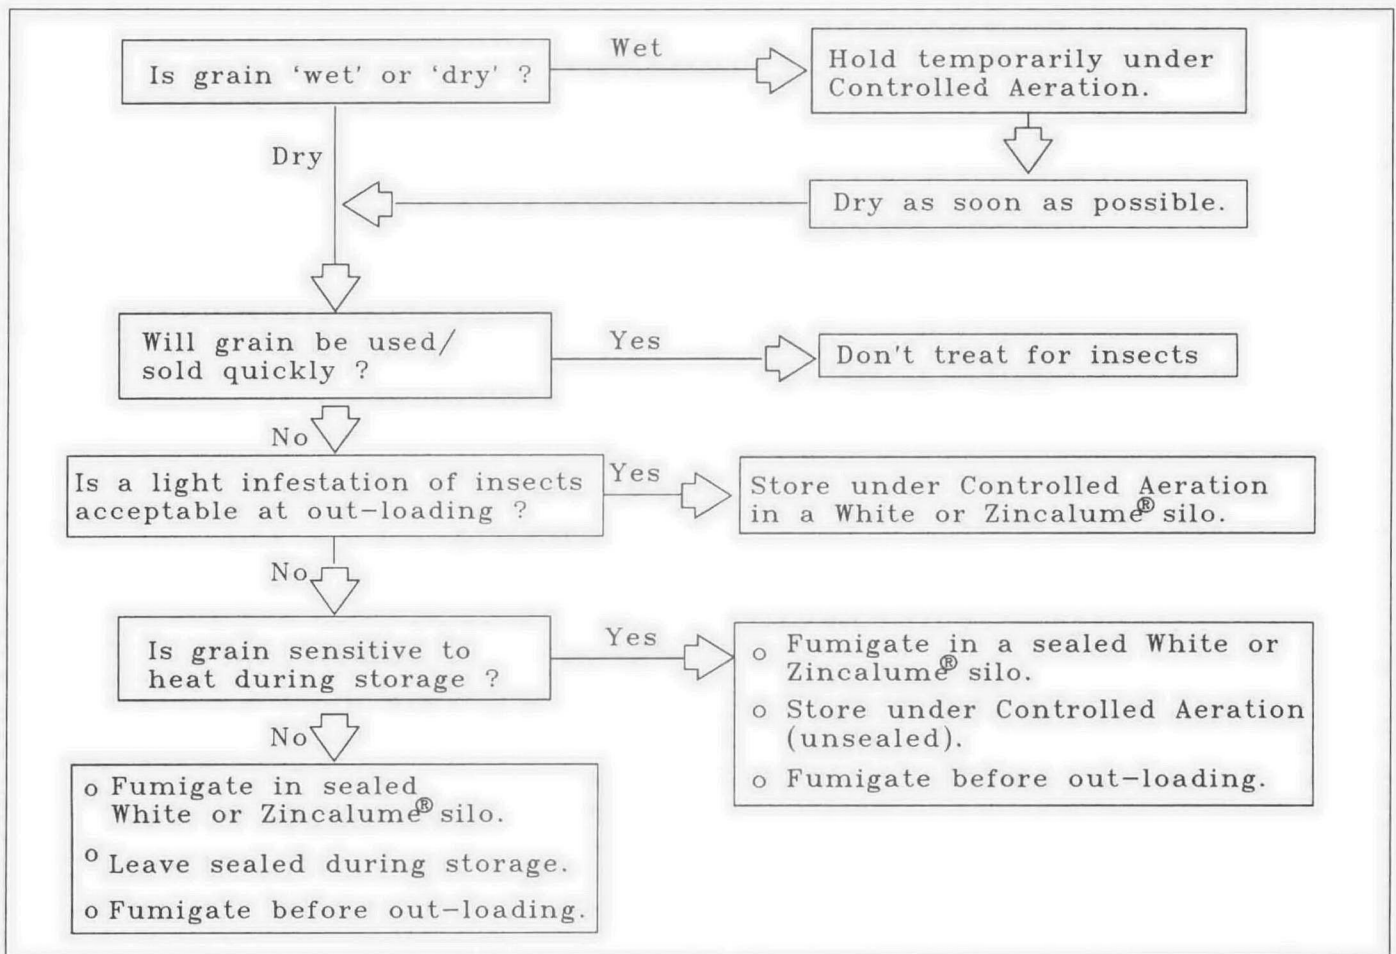 Is grain 'wet' or 'dry' ?
Wet
Hold temporarily under
Controlled Aeration.
Dry
Dry as soon as possible.
Will grain be used/
sold quickly ?
Yes
Don't treat for insects
No
Is a light infestation of insects
acceptable at out-loading ?
Yes
Store under Controlled Aeration
in a White or Zincalume® silo.
No
Is grain sensitive to
heat during storage ?
Yes
o Fumigate in a sealed White or
Zincalume® silo.
o Store under Controlled Aeration
(unsealed).
o Fumigate before out-loading.
No
o Fumigate in sealed
White or Zincalume® silo.
o Leave sealed during storage.
o Fumigate before out-loading.